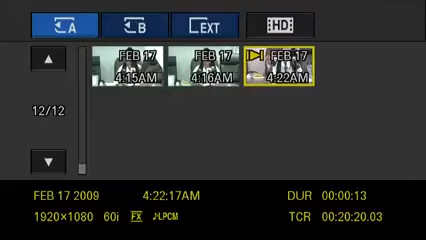 A B EXT HD
FEB 17 FEB 17 FEB 17
4:15AM 4:16AM 4:22AM
12/12
FEB 17 2009 4:22:17AM DUR 00:00:13
1920×1080 60i FX ♪LPCM TCR 00:20:20.03